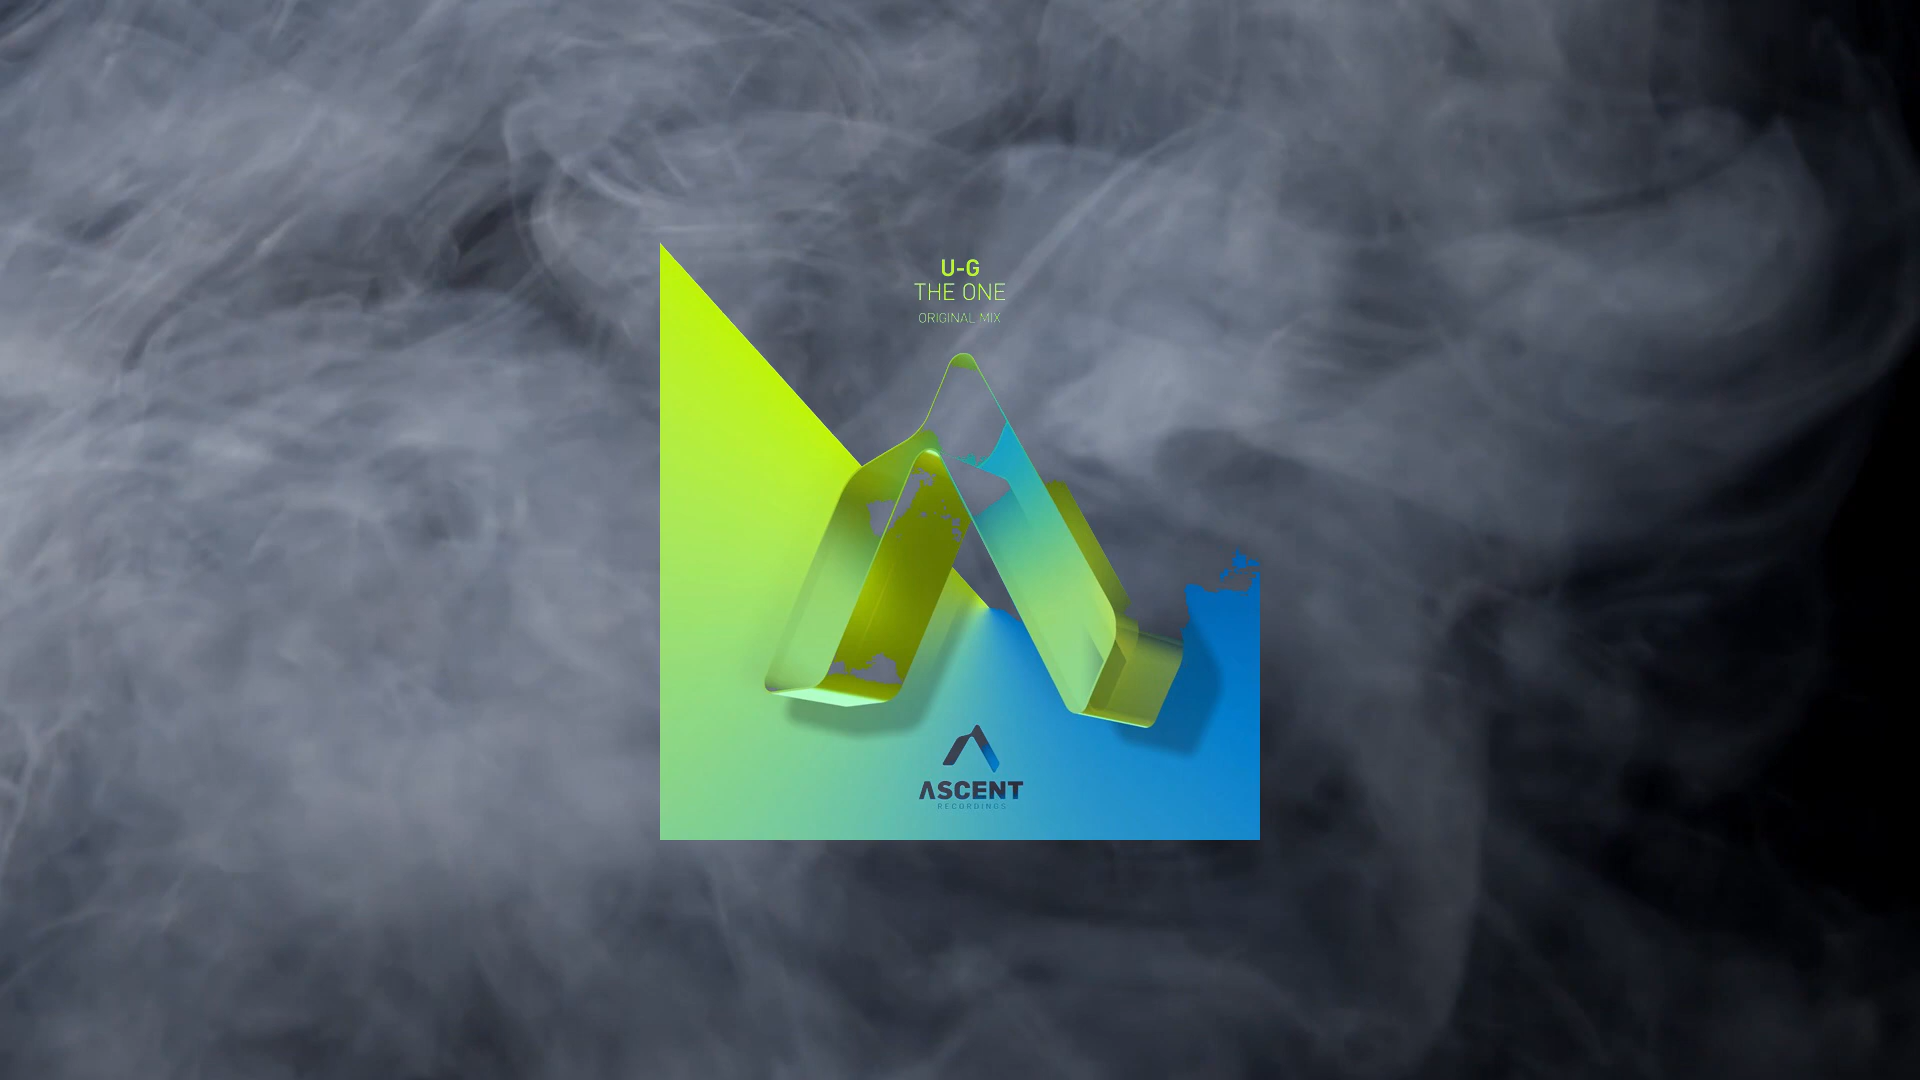 U-G
THE ONE
ORIGINAL MIX
ASCENT
RECORDINGS